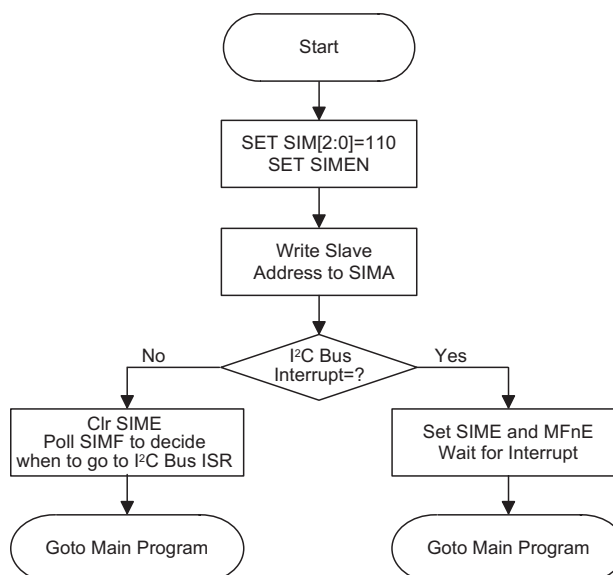 Start
SET SIM[2:0]=110
SET SIMEN
Write Slave
Address to SIMA
I²C Bus
Interrupt=?
No
Yes
Clr SIME
Poll SIMF to decide
when to go to I²C Bus ISR
Set SIME and MFnE
Wait for Interrupt
Goto Main Program
Goto Main Program